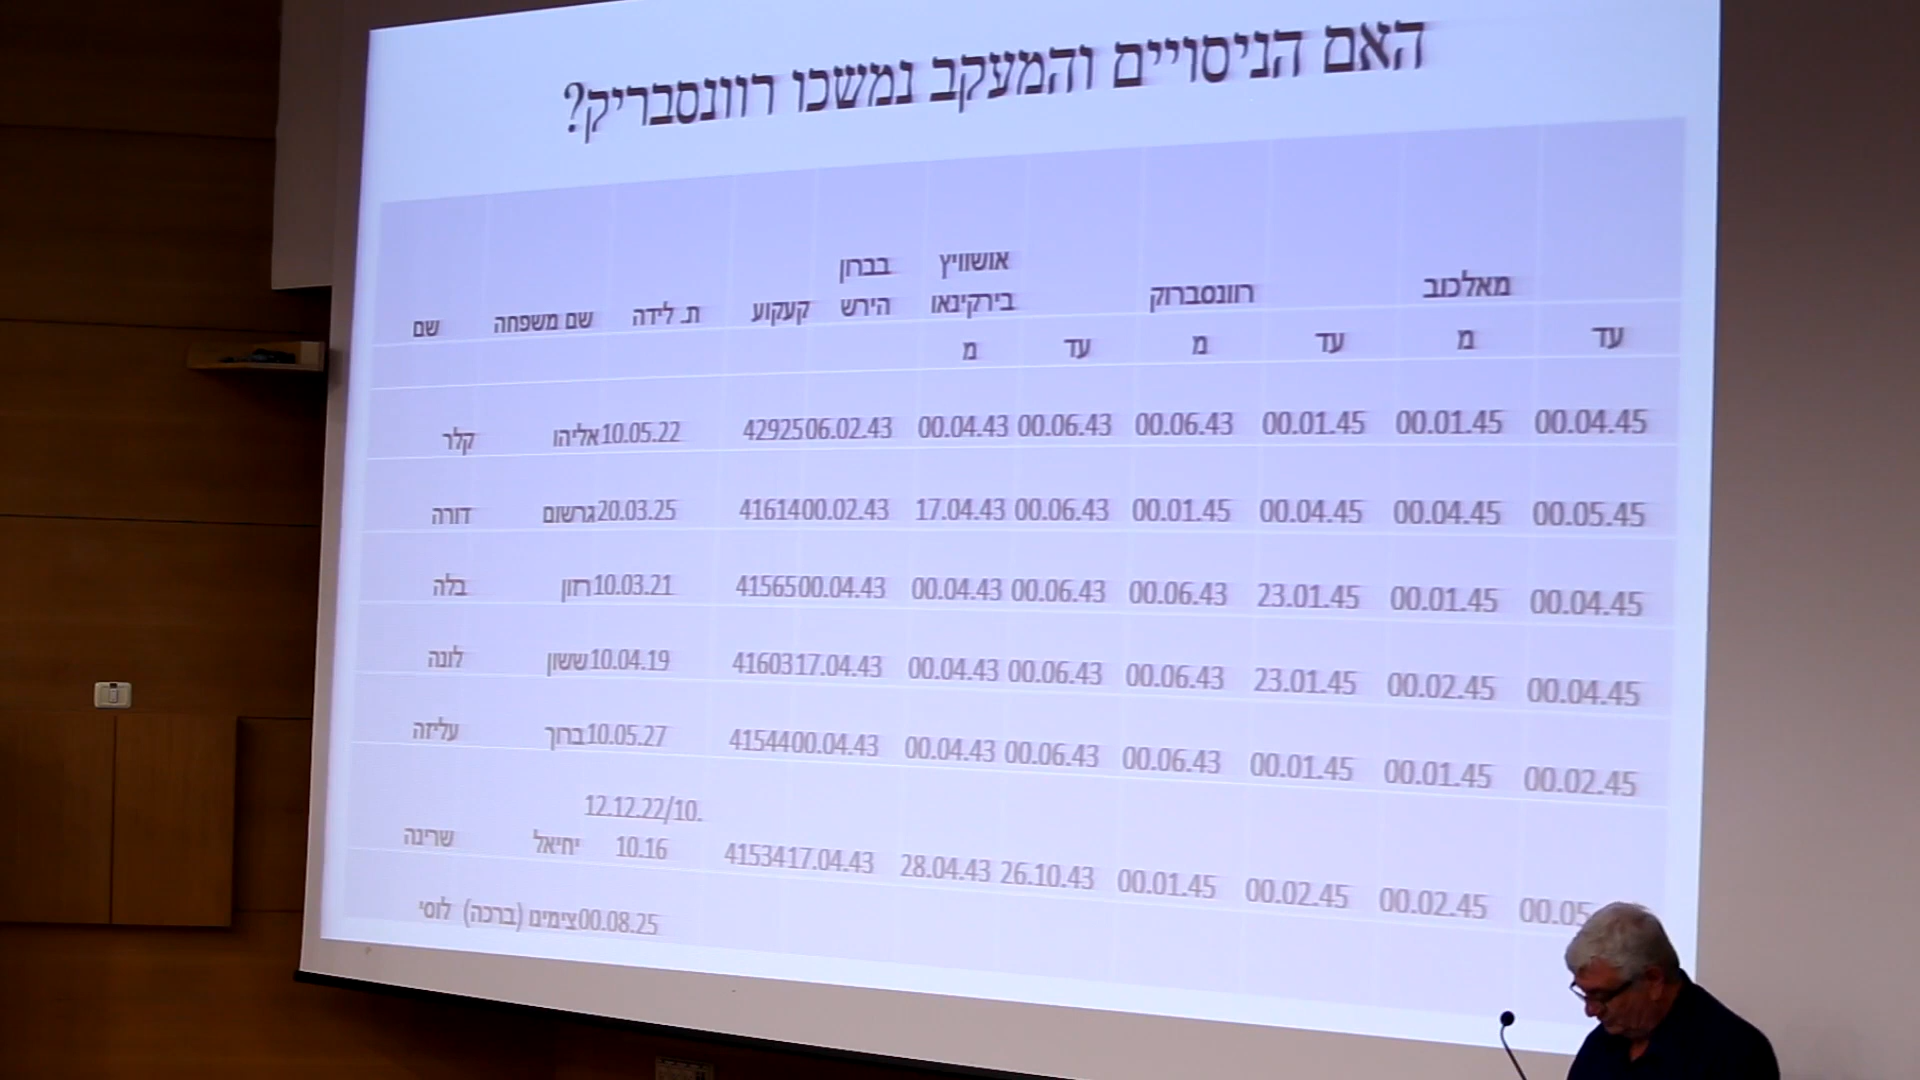 האם הניסויים והמעקב נמשכו רוונסבריק?
שם שם משפחה ת. לידה קעקוע בברון הירש אושוויץ בירקינאו רוונסברוק מאלכוב
מ עד מ עד מ עד
קלר אליהו 10.05.22 42925 06.02.43 00.04.43 00.06.43 00.06.43 00.01.45 00.01.45 00.04.45
דורה גרשום 20.03.25 41614 00.02.43 17.04.43 00.06.43 00.01.45 00.04.45 00.04.45 00.05.45
בלה רוזן 10.03.21 41565 00.04.43 00.04.43 00.06.43 00.06.43 23.01.45 00.01.45 00.04.45
לונה ששון 10.04.19 41603 17.04.43 00.04.43 00.06.43 00.06.43 23.01.45 00.02.45 00.04.45
עליזה ברוך 10.05.27 41544 00.04.43 00.04.43 00.06.43 00.06.43 00.01.45 00.01.45 00.02.45
שרינה יחיאל 12.12.22/10.10.16 41534 17.04.43 28.04.43 26.10.43 00.01.45 00.02.45 00.02.45 00.05
לוסי (ברכה) צימים 00.08.25